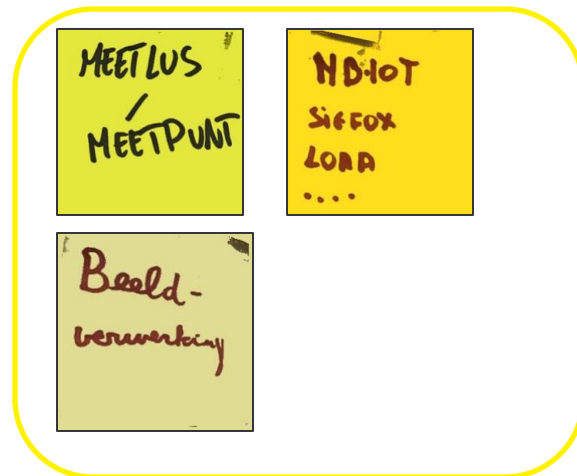 MEETLUS
/
MEETPUNT
NB-IoT
SiGFOX
LORA
....
Beeld-
verwerking